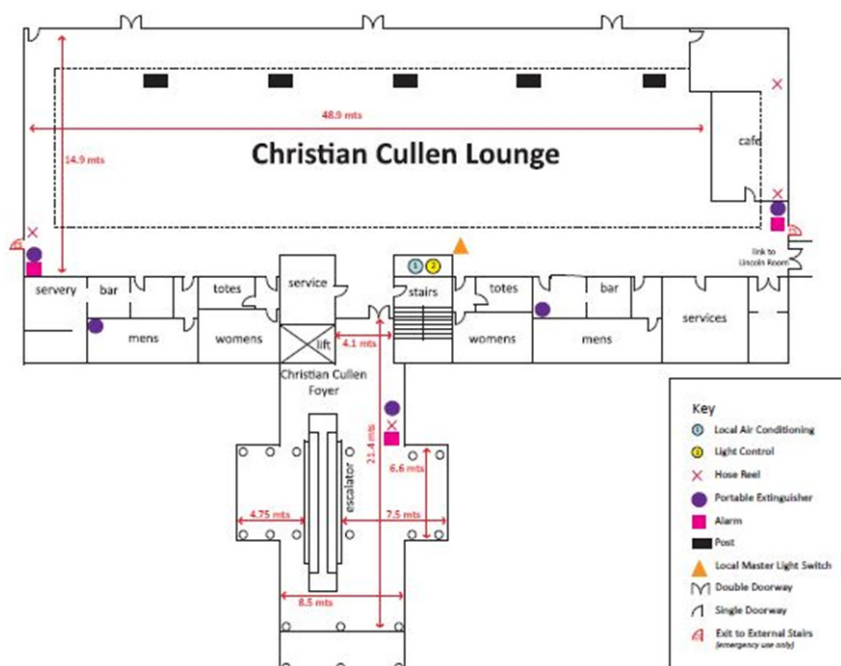 48.9 mts
Christian Cullen Lounge
14.9 mts
cafe
link to
Lincoln Room
1
2
servery
bar
totes
service
stairs
totes
bar
services
mens
womens
lift
4.1 mts
womens
mens
Christian Cullen
Foyer
21.4 mts
escalator
6.6 mts
4.75 mts
7.5 mts
8.5 mts
Key
1 Local Air Conditioning
2 Light Control
Hose Reel
Portable Extinguisher
Alarm
Post
Local Master Light Switch
Double Doorway
Single Doorway
Exit to External Stairs
(emergency use only)